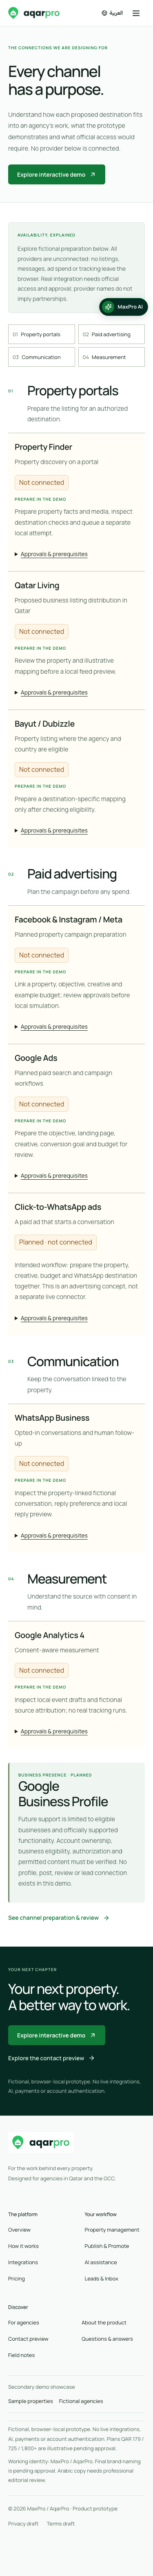 aqarpro
العربية
THE CONNECTIONS WE ARE DESIGNING FOR
Every channel
has a purpose.
Understand how each proposed destination fits
into an agency's work, what the prototype
demonstrates and what official access would
require. No provider below is connected.
Explore interactive demo
AVAILABILITY, EXPLAINED
Explore fictional preparation below. All
providers are unconnected: no listings,
messages, ad spend or tracking leave the
browser. Real integration needs official
access and approval; provider names do not
imply partnerships.
MaxPro AI
01 Property portals
02 Paid advertising
03 Communication
04 Measurement
01 Property portals
Prepare the listing for an authorized
destination.
Property Finder
Property discovery on a portal
Not connected
PREPARE IN THE DEMO
Prepare property facts and media, inspect
destination checks and queue a separate
local attempt.
Approvals & prerequisites
Qatar Living
Proposed business listing distribution in
Qatar
Not connected
PREPARE IN THE DEMO
Review the property and illustrative
mapping before a local feed preview.
Approvals & prerequisites
Bayut / Dubizzle
Property listing where the agency and
country are eligible
Not connected
PREPARE IN THE DEMO
Prepare a destination-specific mapping
only after checking eligibility.
Approvals & prerequisites
02 Paid advertising
Plan the campaign before any spend.
Facebook & Instagram / Meta
Planned property campaign preparation
Not connected
PREPARE IN THE DEMO
Link a property, objective, creative and
example budget; review approvals before
local simulation.
Approvals & prerequisites
Google Ads
Planned paid search and campaign
workflows
Not connected
PREPARE IN THE DEMO
Prepare the objective, landing page,
creative, conversion goal and budget for
review.
Approvals & prerequisites
Click-to-WhatsApp ads
A paid ad that starts a conversation
Planned · not connected
Intended workflow: prepare the property,
creative, budget and WhatsApp destination
together. This is an advertising concept, not
a separate live connector.
Approvals & prerequisites
03 Communication
Keep the conversation linked to the
property.
WhatsApp Business
Opted-in conversations and human follow-
up
Not connected
PREPARE IN THE DEMO
Inspect the property-linked fictional
conversation, reply preference and local
reply preview.
Approvals & prerequisites
04 Measurement
Understand the source with consent in
mind.
Google Analytics 4
Consent-aware measurement
Not connected
PREPARE IN THE DEMO
Inspect local event drafts and fictional
source attribution; no real tracking runs.
Approvals & prerequisites
BUSINESS PRESENCE · PLANNED
Google
Business Profile
Future support is limited to eligible
businesses and officially supported
functionality. Account ownership,
business eligibility, authorization and
permitted content must be verified. No
profile, post, review or lead connection
exists in this demo.
See channel preparation & review
YOUR NEXT CHAPTER
Your next property.
A better way to work.
Explore interactive demo
Explore the contact preview
Fictional, browser-local prototype. No live integrations,
AI, payments or account authentication.
aqarpro
For the work behind every property.
Designed for agencies in Qatar and the GCC.
The platform
Overview
How it works
Integrations
Pricing
Your workflow
Property management
Publish & Promote
AI assistance
Leads & Inbox
Discover
For agencies
About the product
Contact preview
Questions & answers
Field notes
Secondary demo showcase
Sample properties
Fictional agencies
Fictional, browser-local prototype. No live integrations,
AI, payments or account authentication. Plans QAR 179 /
725 / 1,800+ are illustrative pending approval.
Working identity: MaxPro / AqarPro. Final brand naming
is pending approval. Arabic copy needs professional
editorial review.
© 2026 MaxPro / AqarPro · Product prototype
Privacy draft
Terms draft